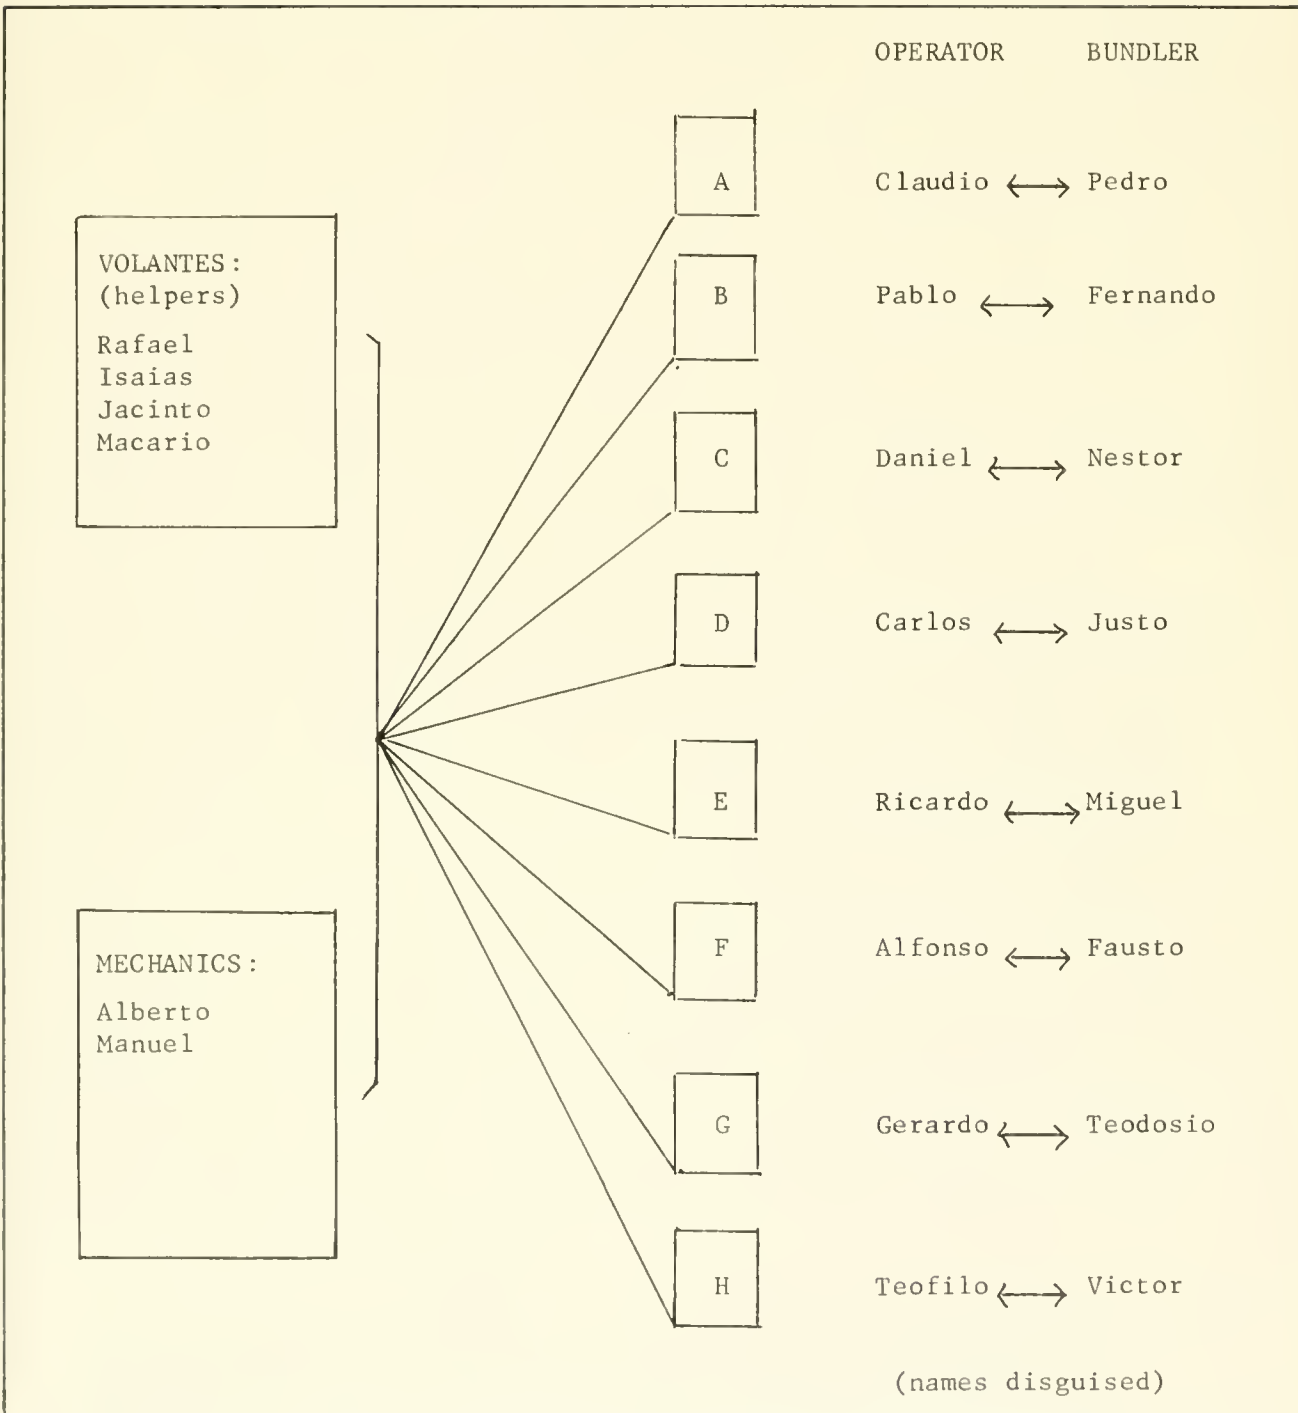 OPERATOR BUNDLER
A Claudio Pedro
VOLANTES:
(helpers)
Rafael
Isaias
Jacinto
Macario
B Pablo Fernando
C Daniel Nestor
D Carlos Justo
E Ricardo Miguel
MECHANICS:
Alberto
Manuel
F Alfonso Fausto
G Gerardo Teodosio
H Teofilo Victor
(names disguised)